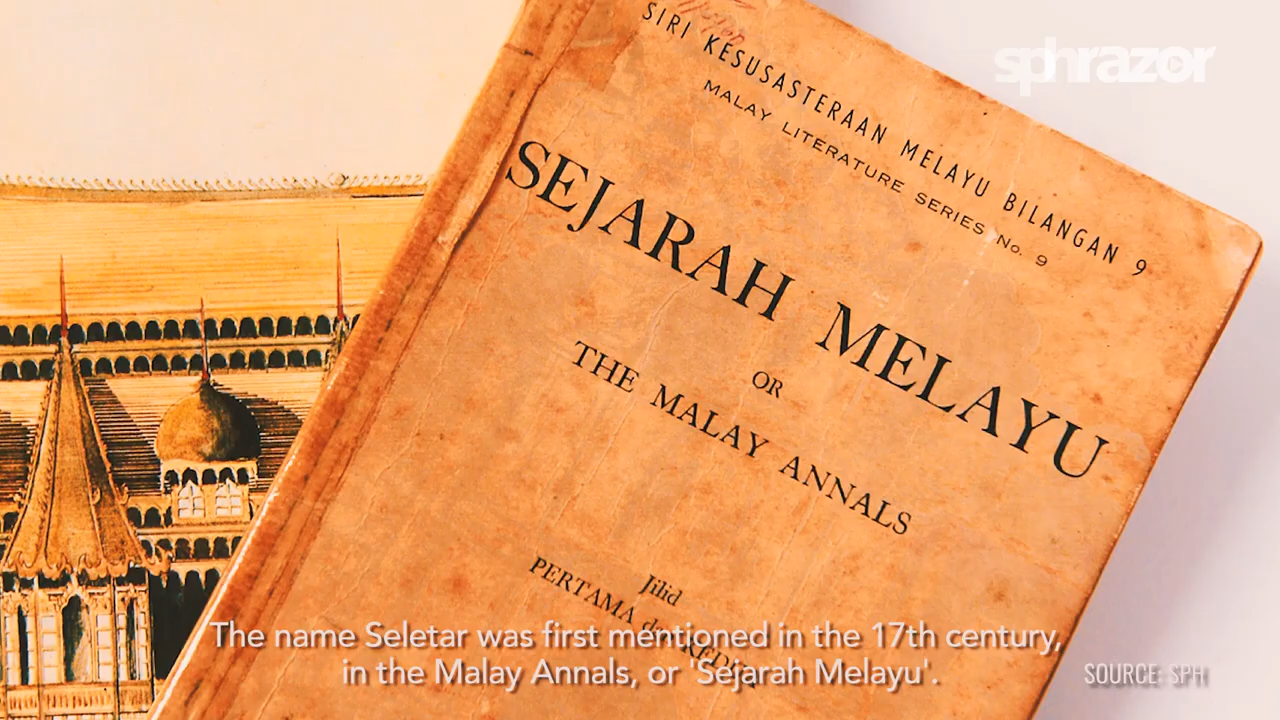 sphrazor
SIRI KESUSASTERAAN MELAYU BILANGAN 9
MALAY LITERATURE SERIES No. 9
SEJARAH MELAYU
OR
THE MALAY ANNALS
Jilid
PERTAMA dan KEDUA
The name Seletar was first mentioned in the 17th century,
in the Malay Annals, or 'Sejarah Melayu'.
SOURCE: SPH